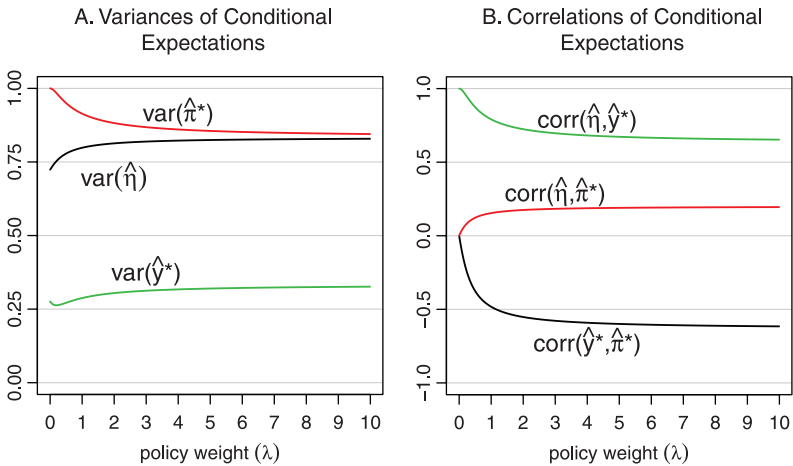 A. Variances of Conditional
Expectations
1.00
0.75
0.50
0.25
0.00
var(π̂*)
var(η̂)
var(ŷ*)
0 1 2 3 4 5 6 7 8 9 10
policy weight (λ)
B. Correlations of Conditional
Expectations
1.0
0.5
0.0
−0.5
−1.0
corr(η̂,ŷ*)
corr(η̂,π̂*)
corr(ŷ*,π̂*)
0 1 2 3 4 5 6 7 8 9 10
policy weight (λ)